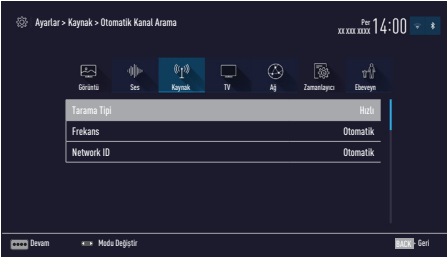 Ayarlar > Kaynak > Otomatik Kanal Arama
Per
xx xxx xxxx 14:00
Görüntü Ses Kaynak TV Ağ Zamanlayıcı Ebeveyn
Tarama Tipi Hızlı
Frekans Otomatik
Network ID Otomatik
Devam Modu Değiştir BACK - Geri